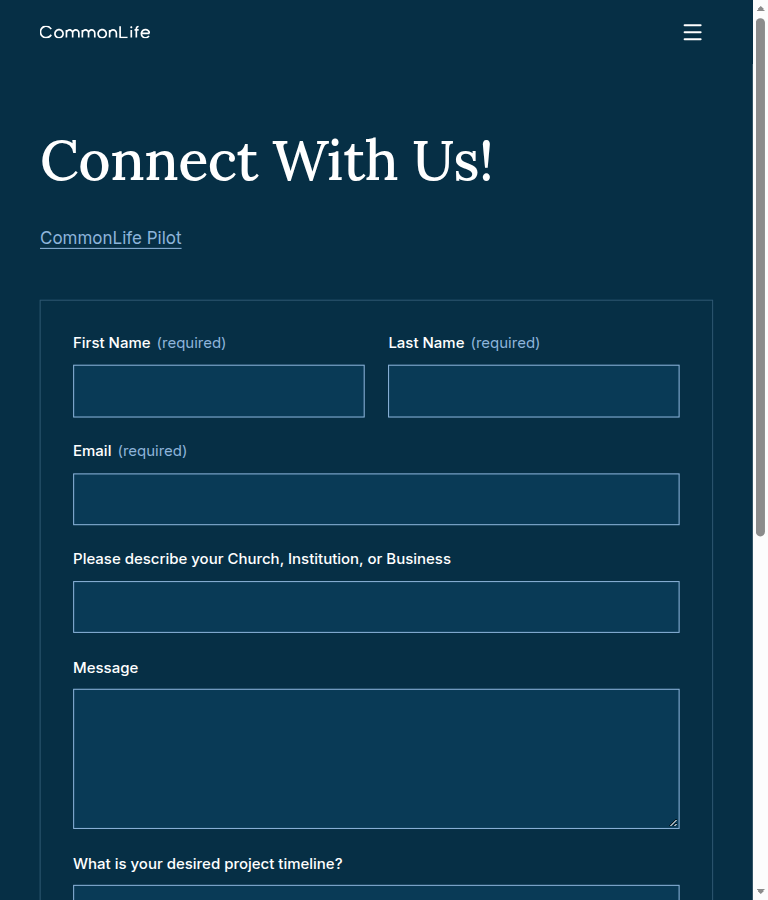 CommonLife
Connect With Us!
CommonLife Pilot
First Name (required)
Last Name (required)
Email (required)
Please describe your Church, Institution, or Business
Message
What is your desired project timeline?